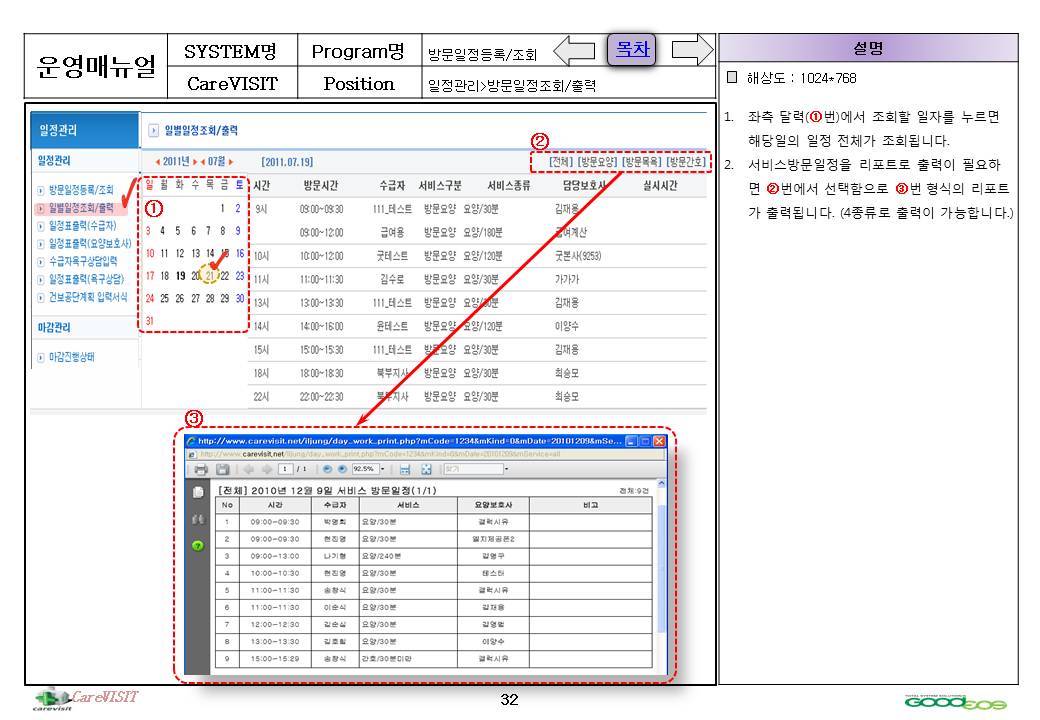 운영매뉴얼
SYSTEM명
Program명
방문일정등록/조회
목차
CareVISIT
Position
일정관리>방문일정조회/출력
설명
해상도 : 1024*768
1. 좌측 달력(①번)에서 조회할 일자를 누르면
해당일의 일정 전체가 조회됩니다.
2. 서비스방문일정을 리포트로 출력이 필요하
면 ②번에서 선택함으로 ③번 형식의 리포트
가 출력됩니다. (4종류로 출력이 가능합니다.)
일정관리
일정관리
방문일정등록/조회
일별일정조회/출력
일정표출력(수급자)
일정표출력(요양보호사)
수급자욕구상담입력
일정표출력(욕구상담)
건보공단계획 입력서식
마감관리
마감진행상태
일별일정조회/출력
②
2011년 07월 [2011.07.19] [전체] [방문요양] [방문목욕] [방문간호]
①
일 월 화 수 목 금 토
1 2
3 4 5 6 7 8 9
10 11 12 13 14 15 16
17 18 19 20 21 22 23
24 25 26 27 28 29 30
31
시간 방문시간 수급자 서비스구분 서비스종류 담당보호사 실시시간
9시 09:00~09:30 111_테스트 방문요양 요양/30분 김재용
09:00~12:00 급여용 방문요양 요양/180분 급여계산
10시 10:00~12:00 굿테스트 방문요양 요양/120분 굿본사(9253)
11시 11:00~11:30 김수로 방문요양 요양/30분 가가가
13시 13:00~13:30 111_테스트 방문요양 요양/30분 김재용
14시 14:00~16:00 윤테스트 방문요양 요양/120분 이양수
15시 15:00~15:30 111_테스트 방문요양 요양/30분 김재용
18시 18:00~18:30 북부지사 방문요양 요양/30분 최승모
22시 22:00~22:30 북부지사 방문요양 요양/30분 최승모
③
http://www.carevisit.net/iljung/day_work_print.php?mCode=1234&mKind=0&mDate=20101209&mSe...
http://www.carevisit.net/iljung/day_work_print.php?mCode=1234&mKind=0&mDate=20101209&mService=all
1 / 1 92.5% 찾기
[전체] 2010년 12월 9일 서비스 방문일정(1/1) 전체:9건
No 시간 수급자 서비스 요양보호사 비고
1 09:00~09:30 박명희 요양/30분 갤럭시유
2 09:00~09:30 현진영 요양/30분 엘지제공폰2
3 09:00~13:00 나기형 요양/240분
4 10:00~10:30 현진영 요양/30분 테스터
5 11:00~11:30 송창식 요양/30분 갤럭시유
6 11:00~11:30 이순식 요양/30분 김재용
7 12:00~12:30 김순실 요양/30분
8 13:00~13:30 요양/30분 이양수
9 15:00~15:29 송창식 간호/30분미만 갤럭시유
CareVISIT
carevisit
32
TOTAL SYSTEM SOLUTION
GOODEOS